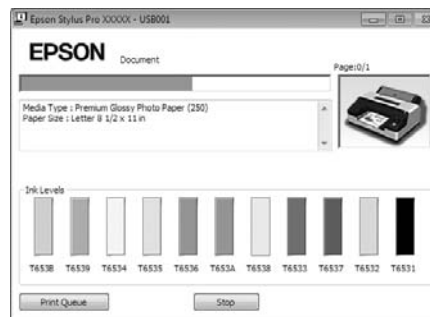 Epson Stylus Pro XXXXX - USB001
EPSON
Document
Page:0/1
Media Type : Premium Glossy Photo Paper (250)
Paper Size : Letter 8 1/2 x 11 in
Ink Levels
T653B T6539 T6534 T6535 T6536 T653A T6538 T6533 T6537 T6532 T6531
Print Queue Stop